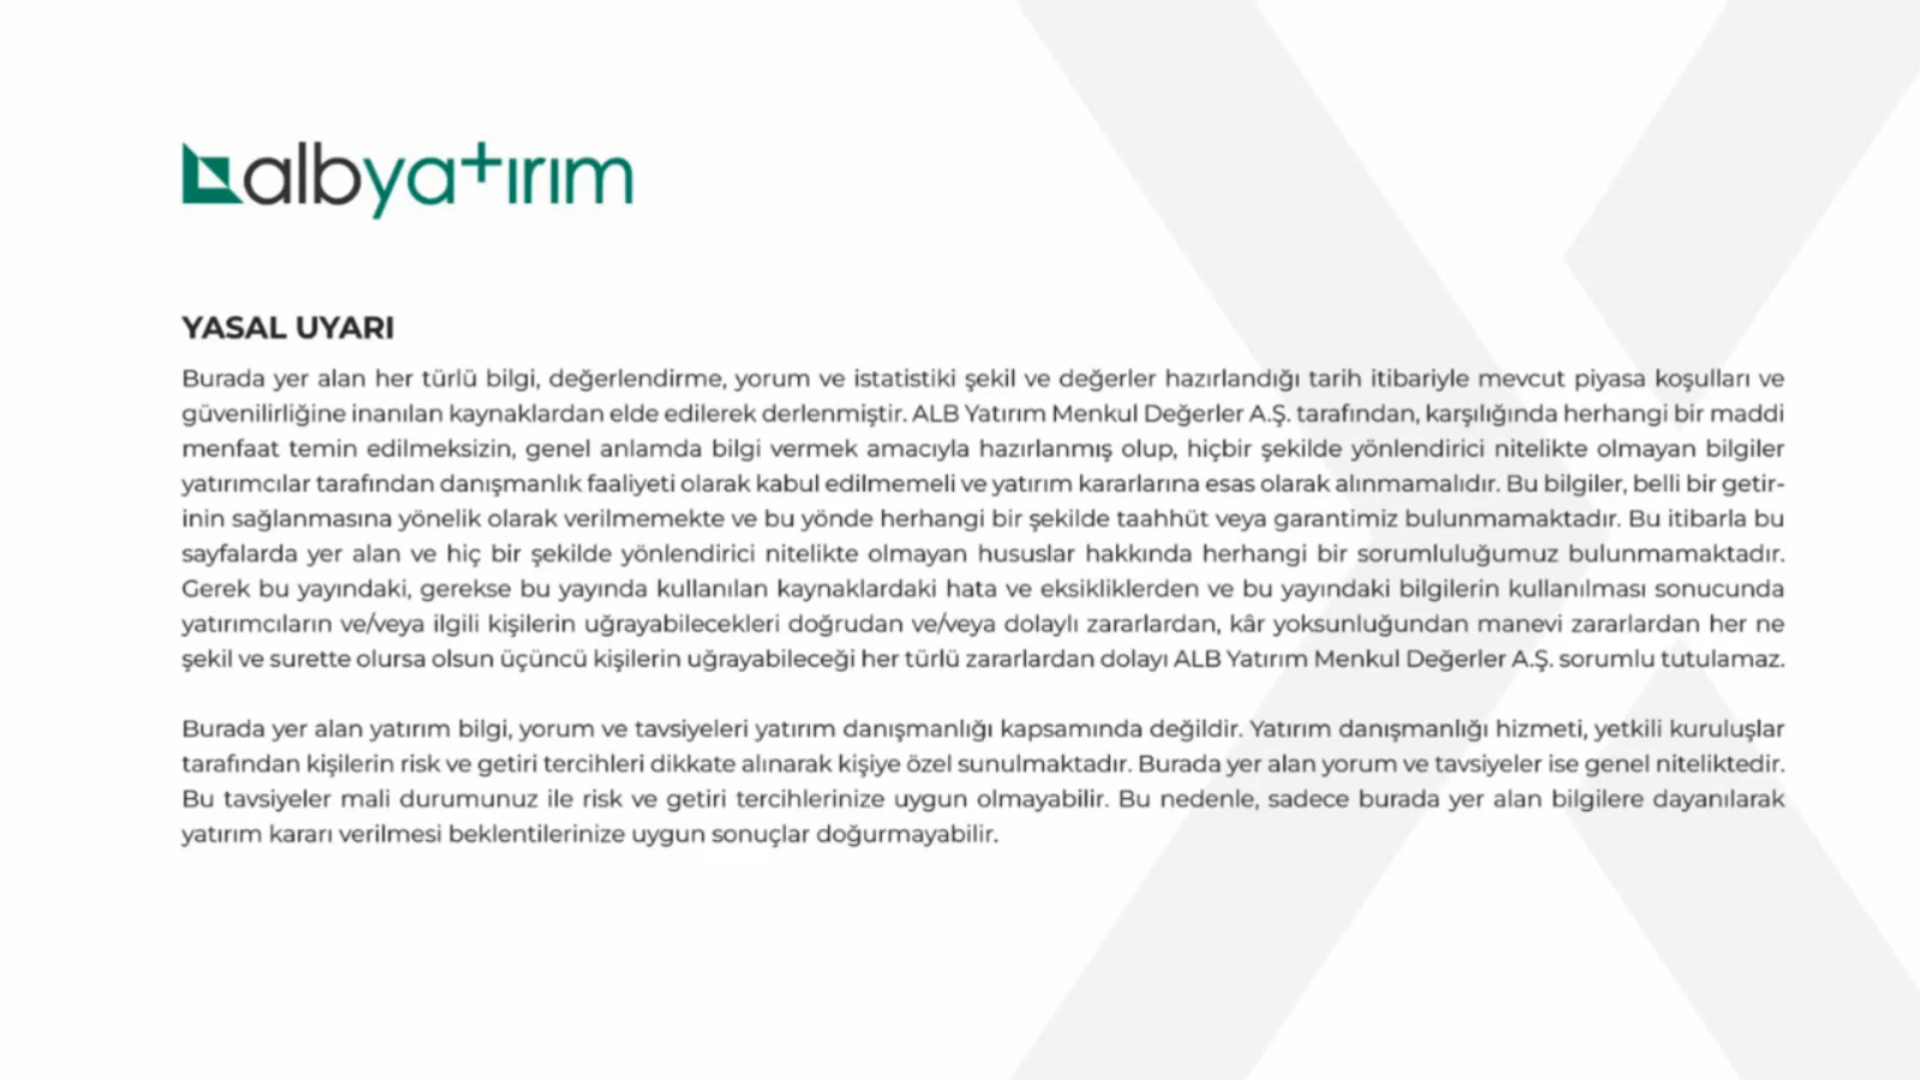 albyatırım
YASAL UYARI
Burada yer alan her türlü bilgi, değerlendirme, yorum ve istatistiki şekil ve değerler hazırlandığı tarih itibariyle mevcut piyasa koşulları ve
güvenilirliğine inanılan kaynaklardan elde edilerek derlenmiştir. ALB Yatırım Menkul Değerler A.Ş. tarafından, karşılığında herhangi bir maddi
menfaat temin edilmeksizin, genel anlamda bilgi vermek amacıyla hazırlanmış olup, hiçbir şekilde yönlendirici nitelikte olmayan bilgiler
yatırımcılar tarafından danışmanlık faaliyeti olarak kabul edilmemeli ve yatırım kararlarına esas olarak alınmamalıdır. Bu bilgiler, belli bir getir-
inin sağlanmasına yönelik olarak verilmemekte ve bu yönde herhangi bir şekilde taahhüt veya garantimiz bulunmamaktadır. Bu itibarla bu
sayfalarda yer alan ve hiç bir şekilde yönlendirici nitelikte olmayan hususlar hakkında herhangi bir sorumluluğumuz bulunmamaktadır.
Gerek bu yayındaki, gerekse bu yayında kullanılan kaynaklardaki hata ve eksikliklerden ve bu yayındaki bilgilerin kullanılması sonucunda
yatırımcıların ve/veya ilgili kişilerin uğrayabilecekleri doğrudan ve/veya dolaylı zararlardan, kâr yoksunluğundan manevi zararlardan her ne
şekil ve surette olursa olsun üçüncü kişilerin uğrayabileceği her türlü zararlardan dolayı ALB Yatırım Menkul Değerler A.Ş. sorumlu tutulamaz.
Burada yer alan yatırım bilgi, yorum ve tavsiyeleri yatırım danışmanlığı kapsamında değildir. Yatırım danışmanlığı hizmeti, yetkili kuruluşlar
tarafından kişilerin risk ve getiri tercihleri dikkate alınarak kişiye özel sunulmaktadır. Burada yer alan yorum ve tavsiyeler ise genel niteliktedir.
Bu tavsiyeler mali durumunuz ile risk ve getiri tercihlerinize uygun olmayabilir. Bu nedenle, sadece burada yer alan bilgilere dayanılarak
yatırım kararı verilmesi beklentilerinize uygun sonuçlar doğurmayabilir.